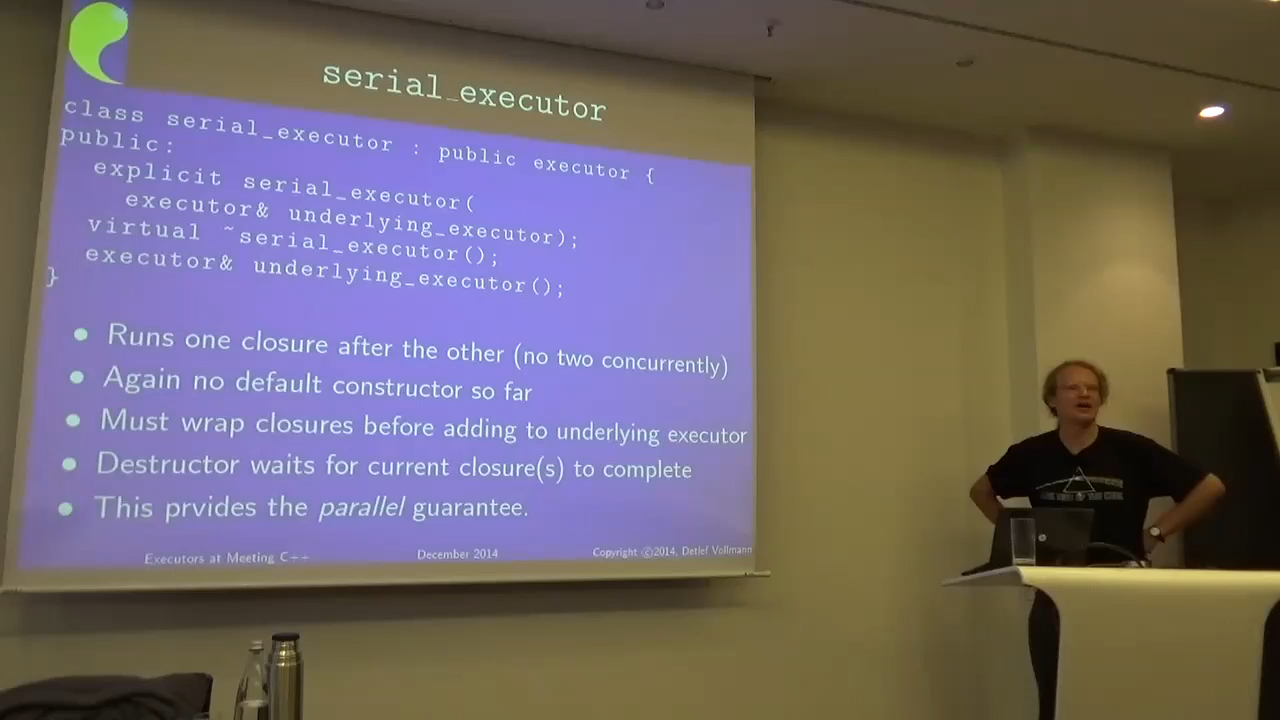 serial_executor
class serial_executor : public executor {
public:
explicit serial_executor(
executor& underlying_executor);
virtual ~serial_executor();
executor& underlying_executor();
}
• Runs one closure after the other (no two concurrently)
• Again no default constructor so far
• Must wrap closures before adding to underlying executor
• Destructor waits for current closure(s) to complete
• This prvides the parallel guarantee.
Executors at Meeting C++ December 2014 Copyright ©2014, Detlef Vollmann